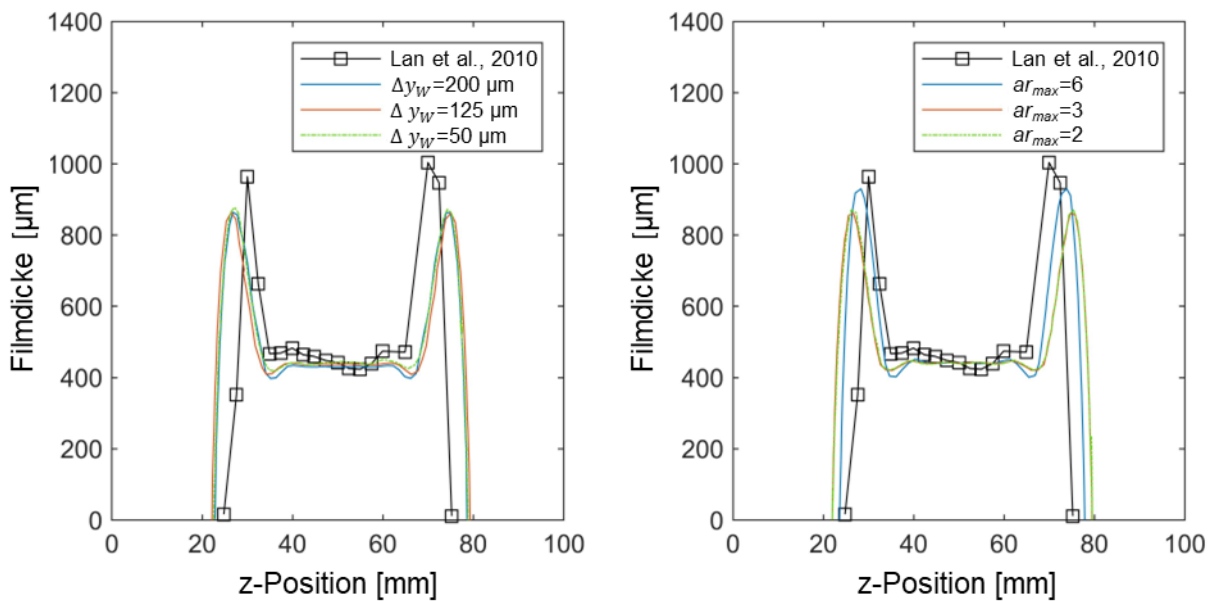 1400
1200
1000
800
600
400
200
0
Filmdicke [µm]
0 20 40 60 80 100
z-Position [mm]
Lan et al., 2010
Δy_W=200 µm
Δ y_W=125 µm
Δ y_W=50 µm
1400
1200
1000
800
600
400
200
0
Filmdicke [µm]
0 20 40 60 80 100
z-Position [mm]
Lan et al., 2010
ar_max=6
ar_max=3
ar_max=2